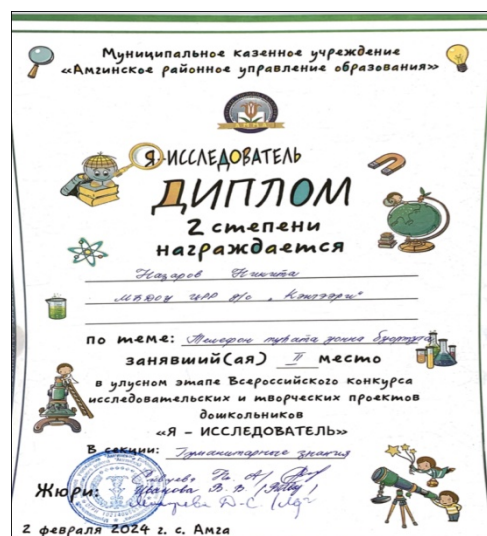 Муниципальное казенное учреждение
«Амгинское районное управление образования»
Я-ИССЛЕДОВАТЕЛЬ
ДИПЛОМ
2 степени
награждается
Назаров Никита
МБДОУ ЦРР д/с
по теме: Телефон
занявший(ая) II место
в улусном этапе Всероссийского конкурса
исследовательских и творческих проектов
дошкольников
«Я – ИССЛЕДОВАТЕЛЬ»
В секции: Гуманитарные знания
Жюри:
2 февраля 2024 г. с. Амга